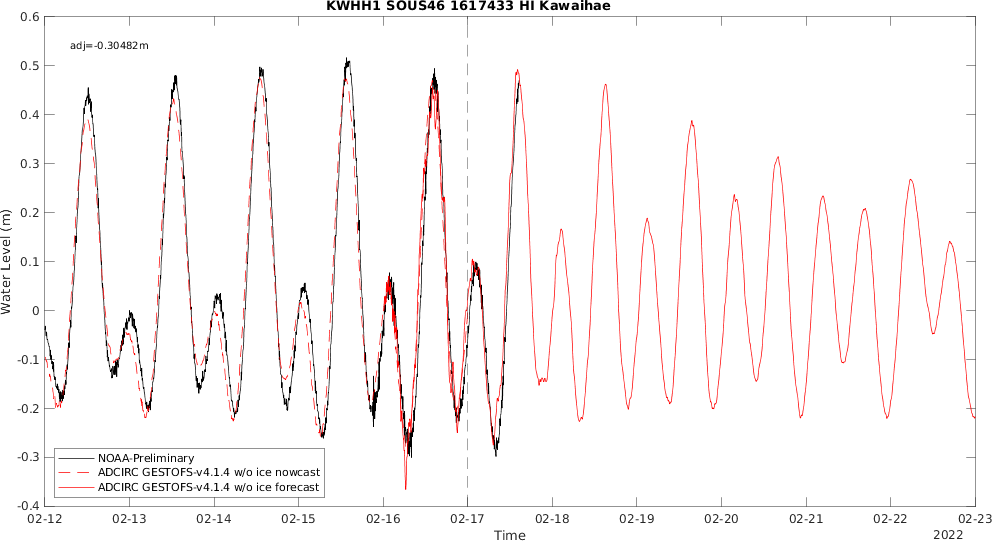 KWHH1 SOUS46 1617433 HI Kawaihae
adj=-0.30482m
0.6
0.5
0.4
0.3
0.2
0.1
0
-0.1
-0.2
-0.3
-0.4
Water Level (m)
NOAA-Preliminary
ADCIRC GESTOFS-v4.1.4 w/o ice nowcast
ADCIRC GESTOFS-v4.1.4 w/o ice forecast
02-12 02-13 02-14 02-15 02-16 02-17 02-18 02-19 02-20 02-21 02-22 02-23
Time
2022